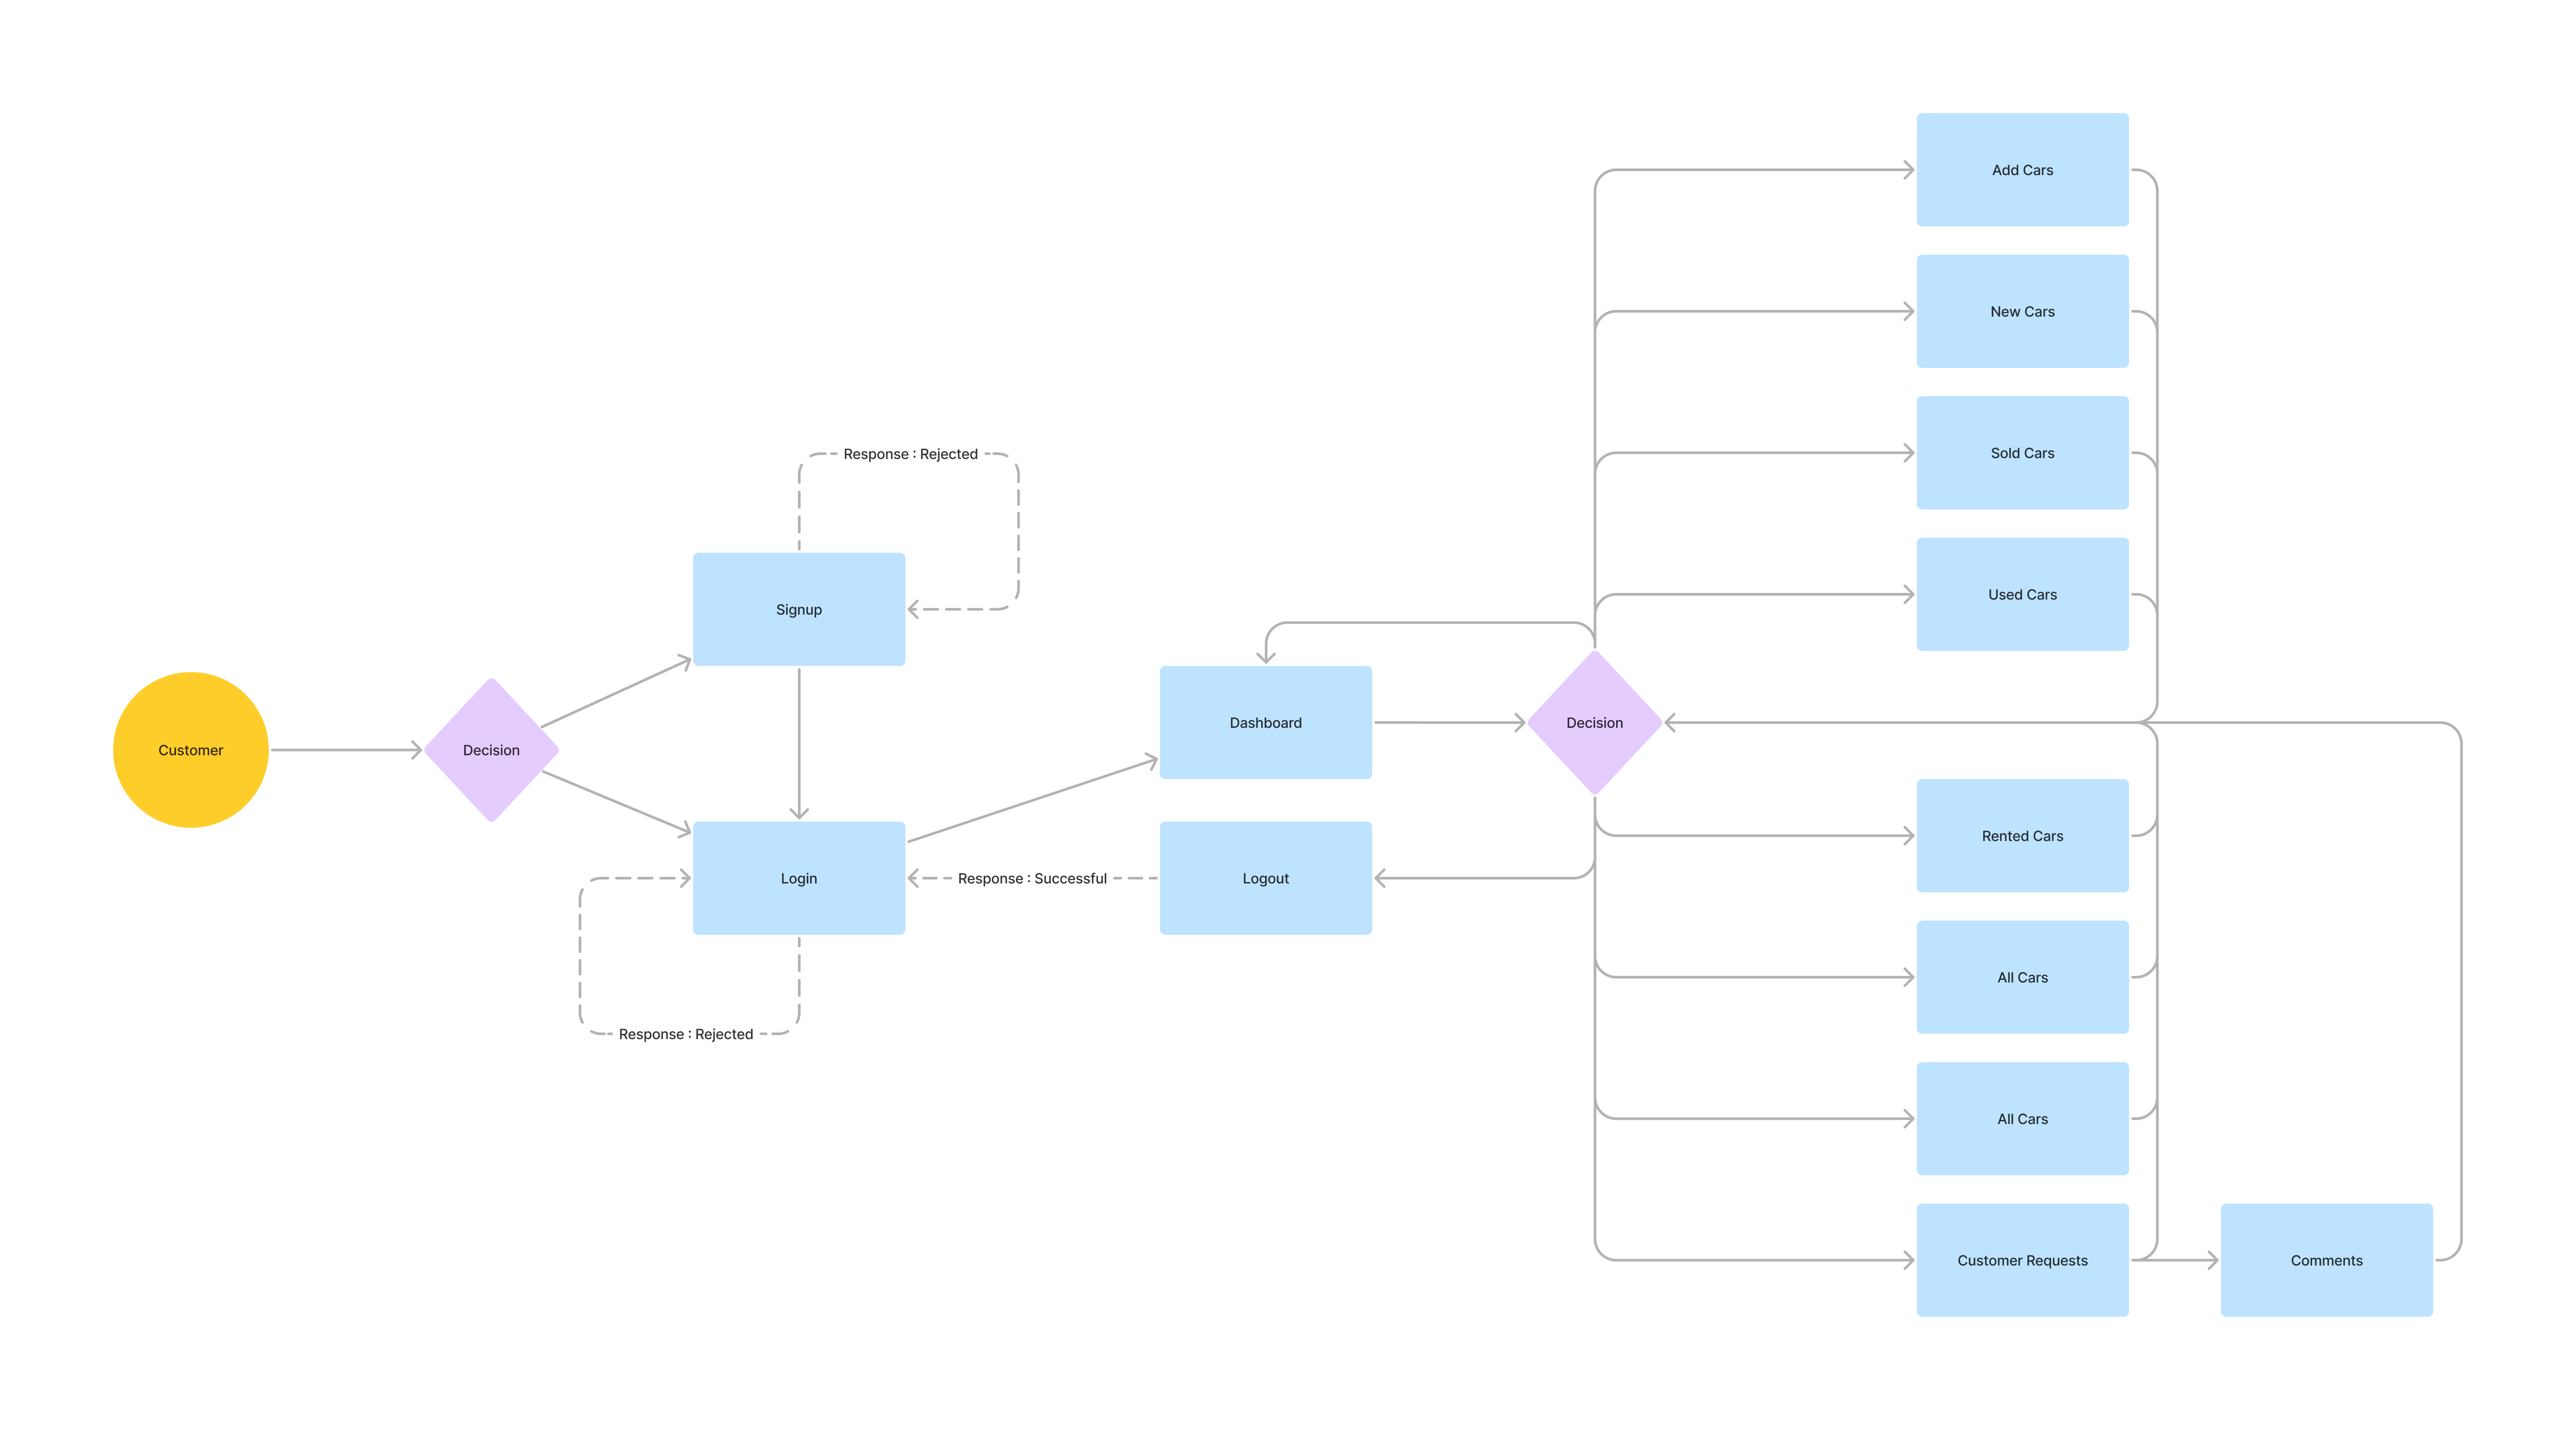 Customer
Decision
Response : Rejected
Signup
Login
Response : Rejected
Response : Successful
Dashboard
Logout
Decision
Add Cars
New Cars
Sold Cars
Used Cars
Rented Cars
All Cars
All Cars
Customer Requests
Comments